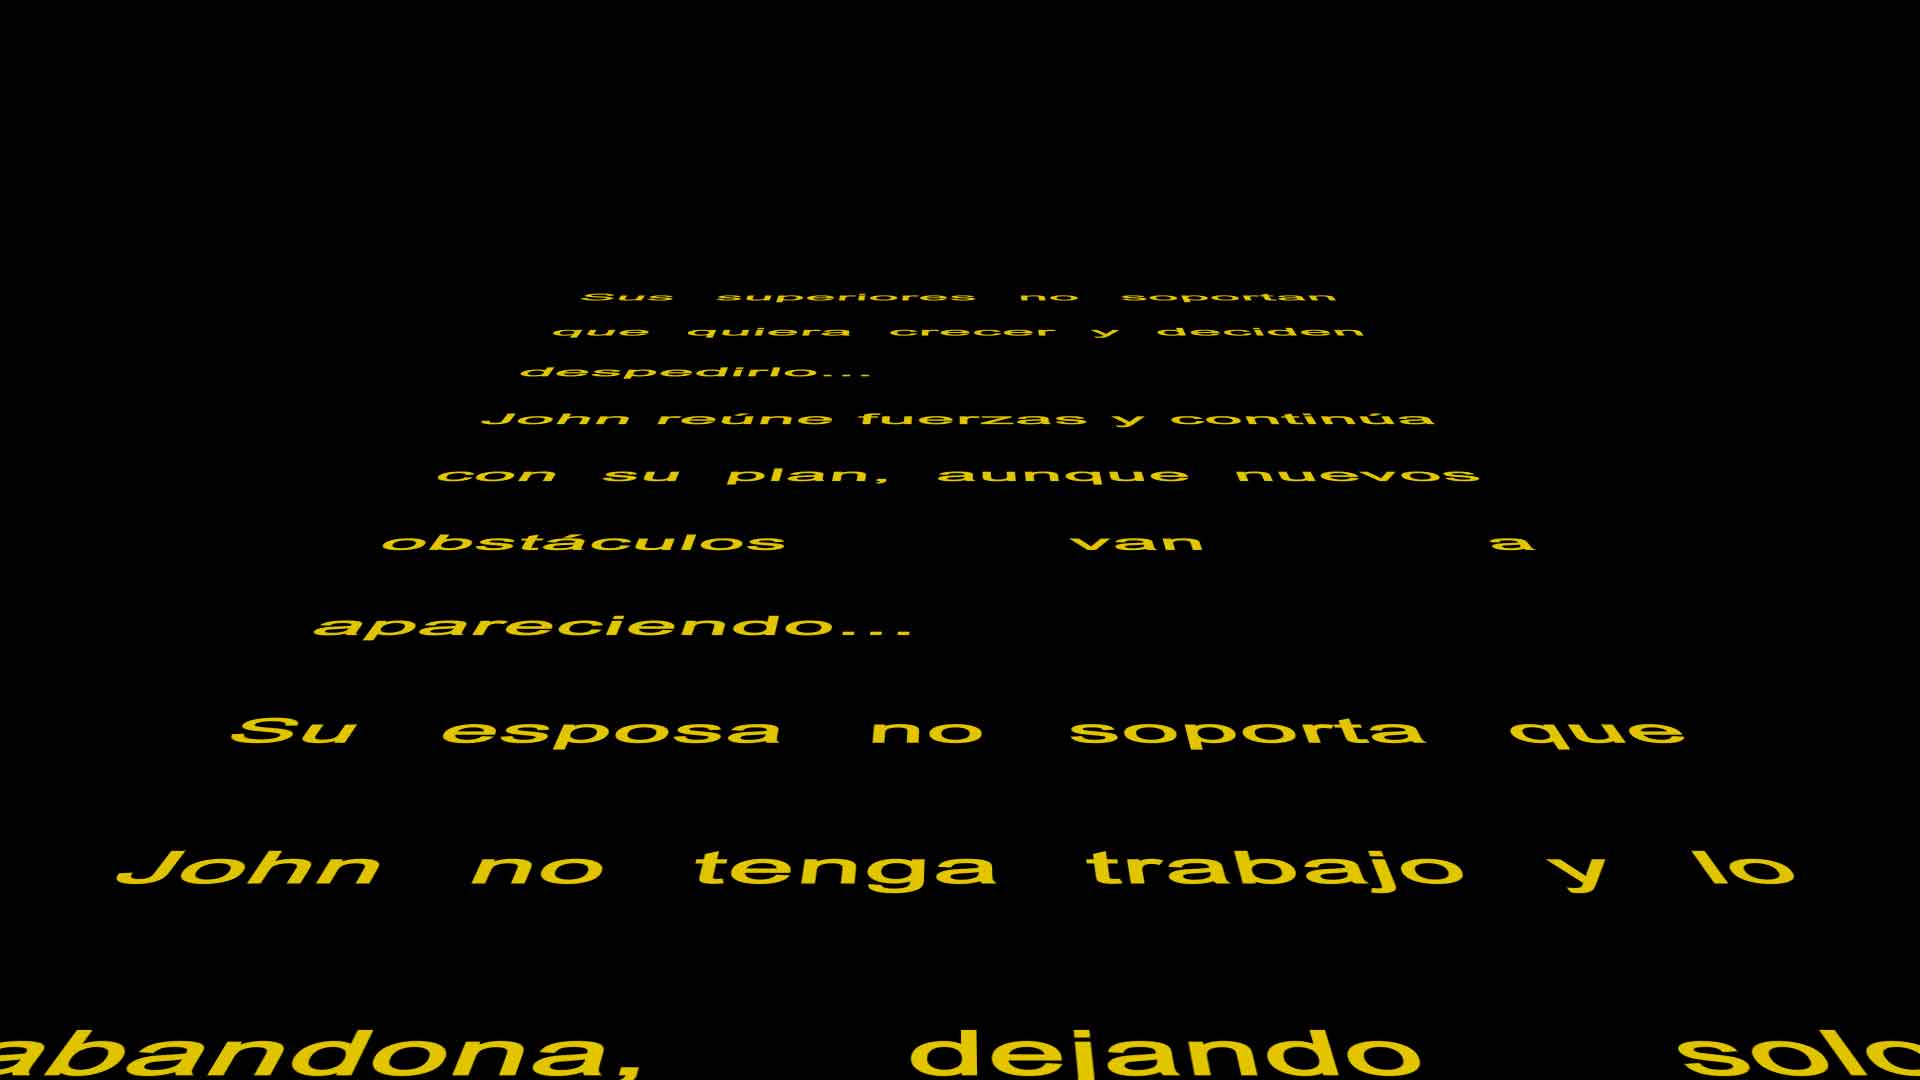 Sus superiores no soportan
que quiera crecer y deciden
despedirlo...
John reúne fuerzas y continúa
con su plan, aunque nuevos
obstáculos van a
apareciendo...
Su esposa no soporta que
John no tenga trabajo y lo
abandona, dejando solo